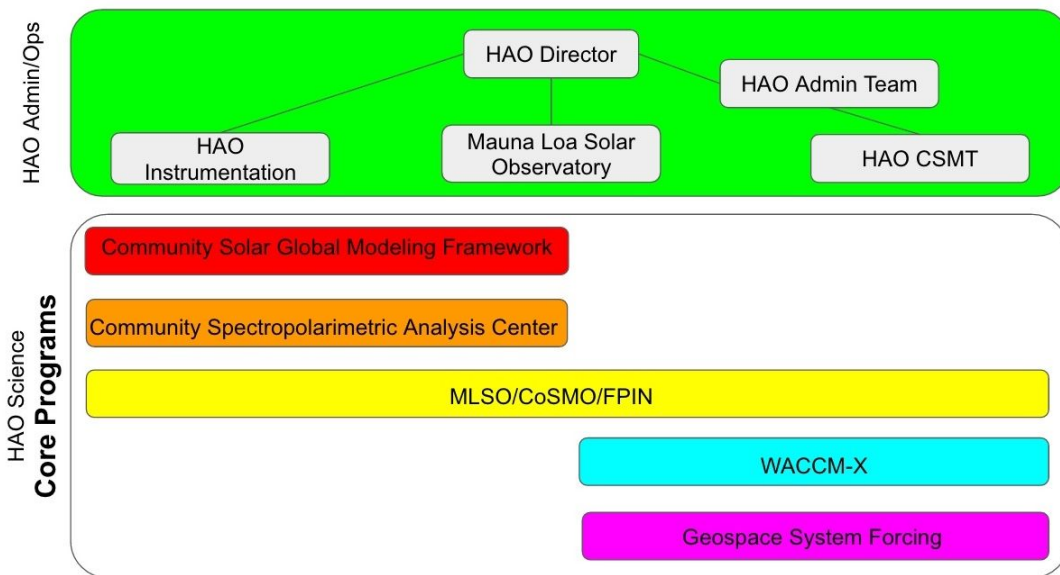 HAO Admin/Ops
HAO Director
HAO Admin Team
HAO
Instrumentation
Mauna Loa Solar
Observatory
HAO CSMT
HAO Science
Core Programs
Community Solar Global Modeling Framework
Community Spectropolarimetric Analysis Center
MLSO/CoSMO/FPIN
WACCM-X
Geospace System Forcing